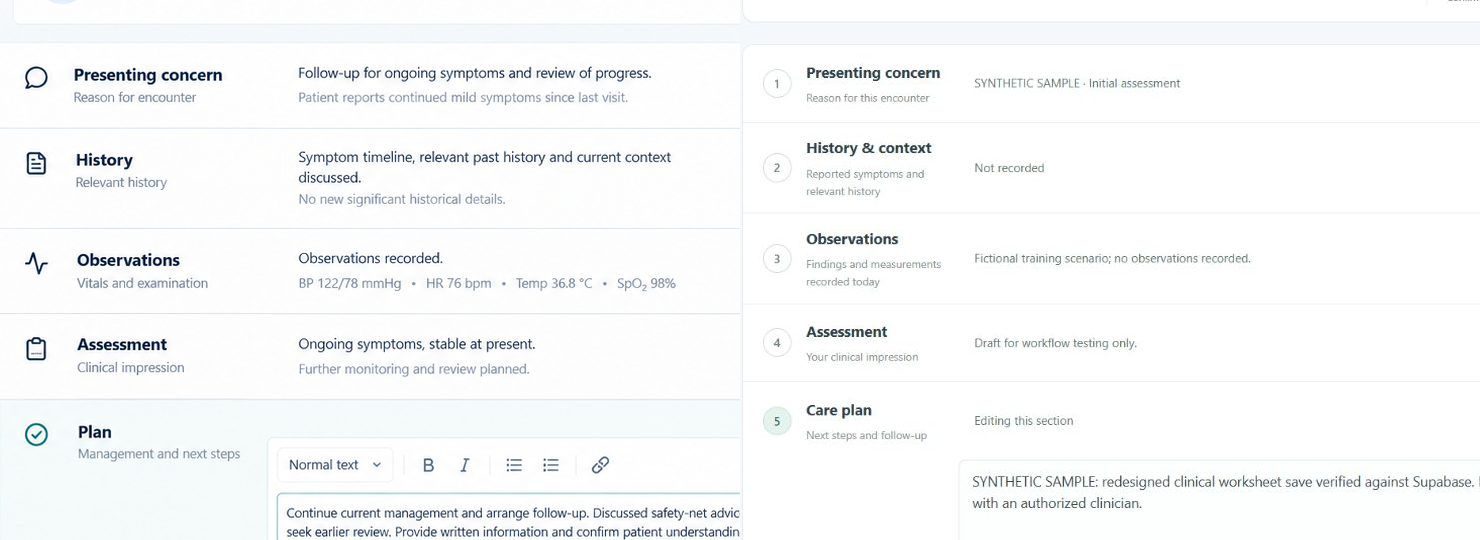 Presenting concern
Reason for encounter
Follow-up for ongoing symptoms and review of progress.
Patient reports continued mild symptoms since last visit.
History
Relevant history
Symptom timeline, relevant past history and current context
discussed.
No new significant historical details.
Observations
Vitals and examination
Observations recorded.
BP 122/78 mmHg • HR 76 bpm • Temp 36.8 °C • SpO₂ 98%
Assessment
Clinical impression
Ongoing symptoms, stable at present.
Further monitoring and review planned.
Plan
Management and next steps
Normal text
B I
Continue current management and arrange follow-up. Discussed safety-net advic
seek earlier review. Provide written information and confirm patient understandin
1
Presenting concern
Reason for this encounter
SYNTHETIC SAMPLE · Initial assessment
2
History & context
Reported symptoms and
relevant history
Not recorded
3
Observations
Findings and measurements
recorded today
Fictional training scenario; no observations recorded.
4
Assessment
Your clinical impression
Draft for workflow testing only.
5
Care plan
Next steps and follow-up
Editing this section
SYNTHETIC SAMPLE: redesigned clinical worksheet save verified against Supabase.
with an authorized clinician.